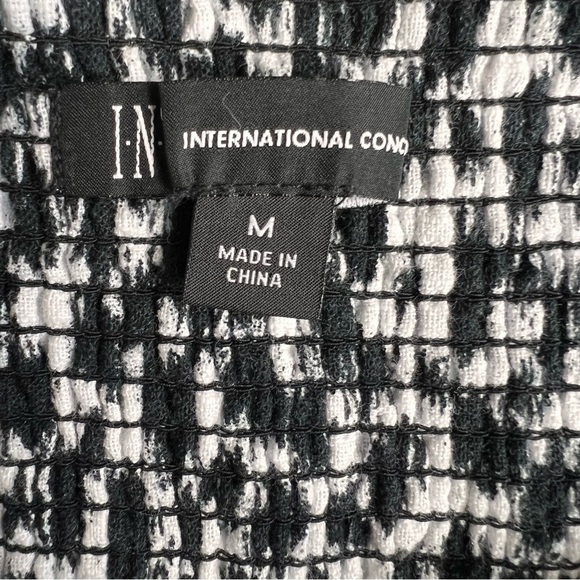 I.N.
INTERNATIONAL CONC
M
MADE IN
CHINA